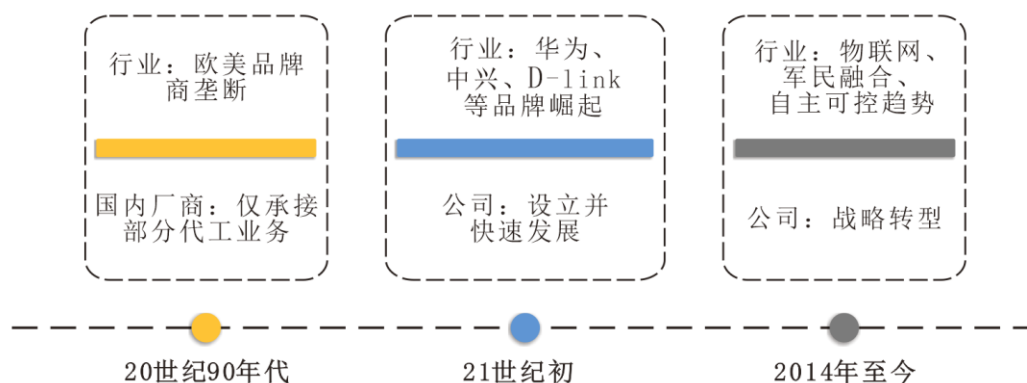 行业：欧美品牌
商垄断
国内厂商：仅承接
部分代工业务
20世纪90年代
行业：华为、
中兴、D-link
等品牌崛起
公司：设立并
快速发展
21世纪初
行业：物联网、
军民融合、
自主可控趋势
公司：战略转型
2014年至今